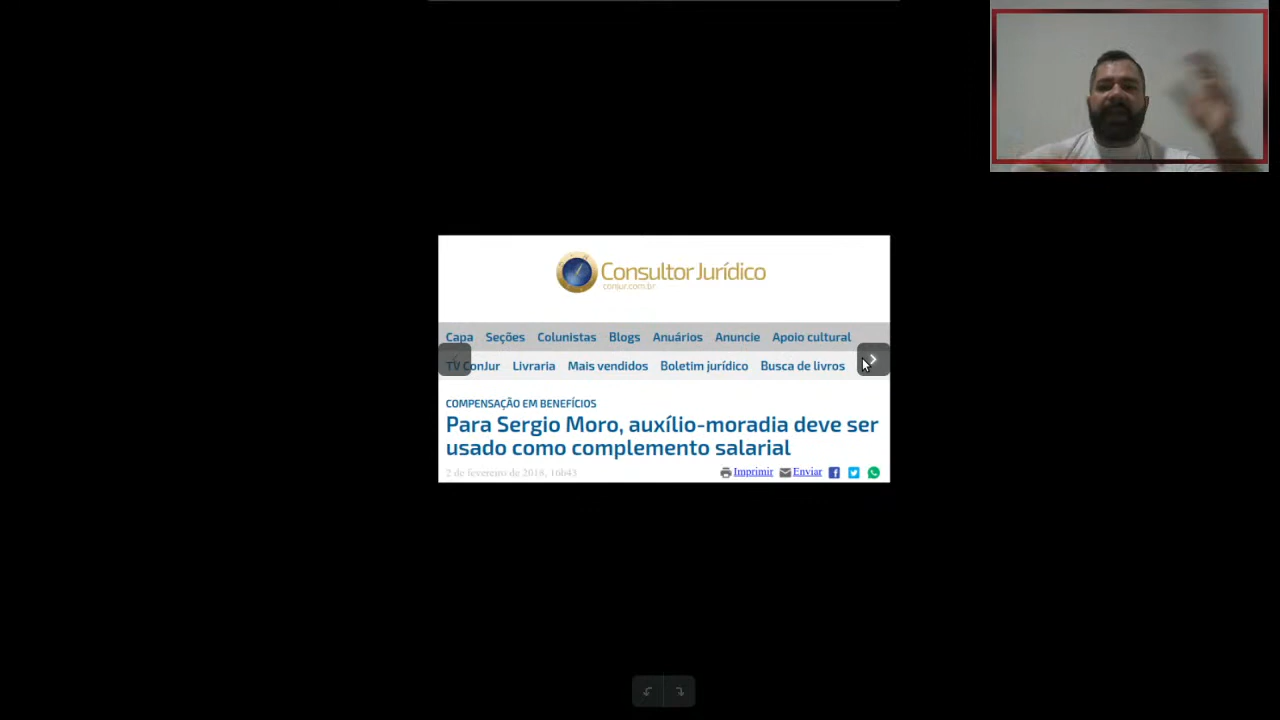 Consultor Jurídico
conjur.com.br
Capa Seções Colunistas Blogs Anuários Anuncie Apoio cultural
TV ConJur Livraria Mais vendidos Boletim jurídico Busca de livros
COMPENSAÇÃO EM BENEFÍCIOS
Para Sergio Moro, auxílio-moradia deve ser
usado como complemento salarial
2 de fevereiro de 2018, 16h43 Imprimir Enviar